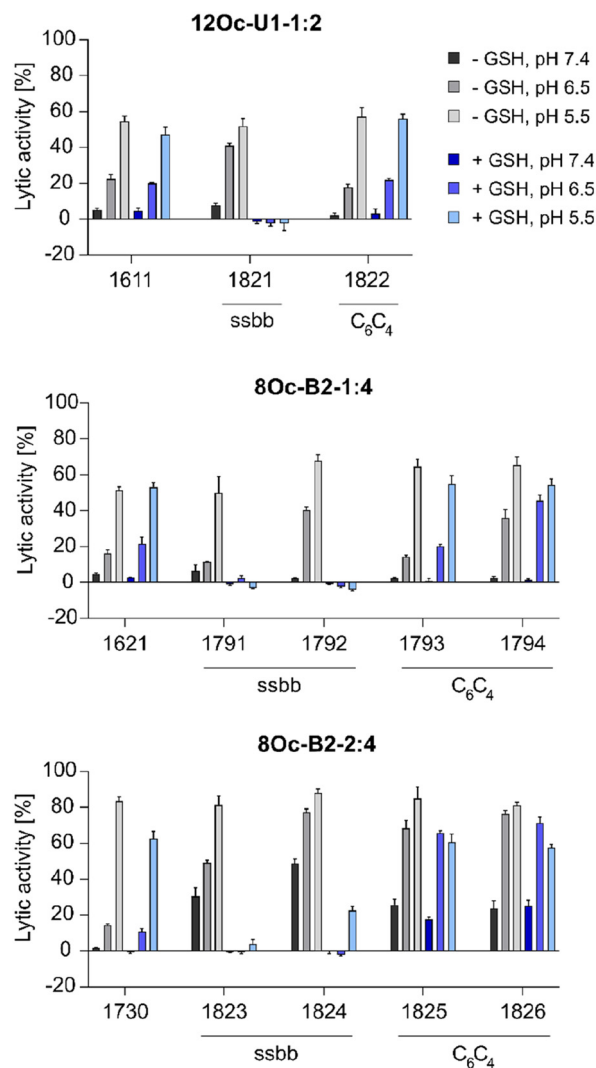 12Oc-U1-1:2
Lytic activity [%]
100
80
60
40
20
0
-20
1611 1821 1822
ssbb C₆C₄
- GSH, pH 7.4
- GSH, pH 6.5
- GSH, pH 5.5
+ GSH, pH 7.4
+ GSH, pH 6.5
+ GSH, pH 5.5
8Oc-B2-1:4
Lytic activity [%]
100
80
60
40
20
0
-20
1621 1791 1792 1793 1794
ssbb C₆C₄
8Oc-B2-2:4
Lytic activity [%]
100
80
60
40
20
0
-20
1730 1823 1824 1825 1826
ssbb C₆C₄